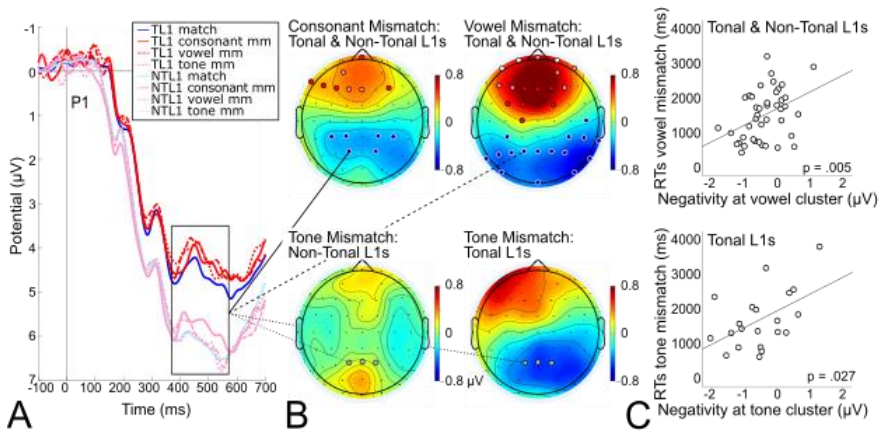 -1
0
1
2
3
4
5
6
7
Potential (µV)
P1
TL1 match
TL1 consonant mm
TL1 vowel mm
TL1 tone mm
NTL1 match
NTL1 consonant mm
NTL1 vowel mm
NTL1 tone mm
-100 0 100 200 300 400 500 600 700
Time (ms)
A
Consonant Mismatch:
Tonal & Non-Tonal L1s
0.8
0
-0.8
Vowel Mismatch:
Tonal & Non-Tonal L1s
0.8
0
-0.8
Tone Mismatch:
Non-Tonal L1s
0.8
0
-0.8 µV
Tone Mismatch:
Tonal L1s
0.8
0
-0.8
B
RTs vowel mismatch (ms)
5000
4000
3000
2000
1000
0
Tonal & Non-Tonal L1s
p = .005
-2 -1 0 1 2
Negativity at vowel cluster (µV)
RTs tone mismatch (ms)
4000
3000
2000
1000
0
Tonal L1s
p = .027
-2 -1 0 1 2
Negativity at tone cluster (µV)
C